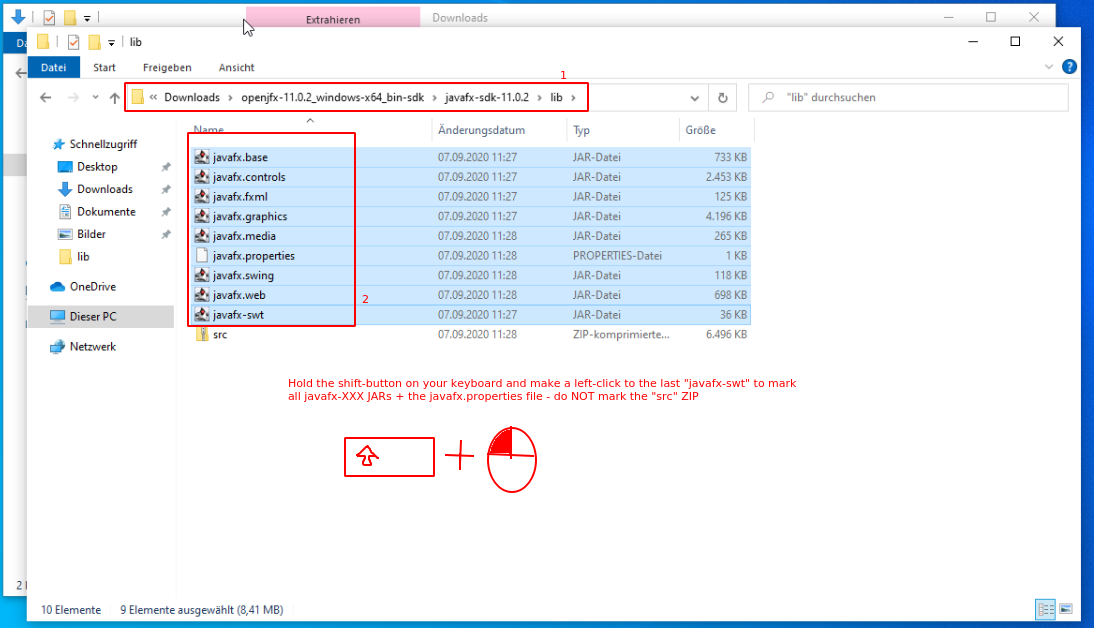 Extrahieren
Downloads
Da
lib
Datei Start Freigeben Ansicht
1
« Downloads › openjfx-11.0.2_windows-x64_bin-sdk › javafx-sdk-11.0.2 › lib ›
"lib" durchsuchen
Name Änderungsdatum Typ Größe
Schnellzugriff
Desktop
Downloads
Dokumente
Bilder
lib
OneDrive
Dieser PC
Netzwerk
javafx.base 07.09.2020 11:27 JAR-Datei 733 KB
javafx.controls 07.09.2020 11:27 JAR-Datei 2.453 KB
javafx.fxml 07.09.2020 11:27 JAR-Datei 125 KB
javafx.graphics 07.09.2020 11:27 JAR-Datei 4.196 KB
javafx.media 07.09.2020 11:28 JAR-Datei 265 KB
javafx.properties 07.09.2020 11:28 PROPERTIES-Datei 1 KB
javafx.swing 07.09.2020 11:28 JAR-Datei 118 KB
javafx.web 07.09.2020 11:28 JAR-Datei 698 KB
javafx-swt 07.09.2020 11:27 JAR-Datei 36 KB
src 07.09.2020 11:28 ZIP-komprimierte... 6.496 KB
2
Hold the shift-button on your keyboard and make a left-click to the last "javafx-swt" to mark
all javafx-XXX JARs + the javafx.properties file - do NOT mark the "src" ZIP
+
2
10 Elemente 9 Elemente ausgewählt (8,41 MB)